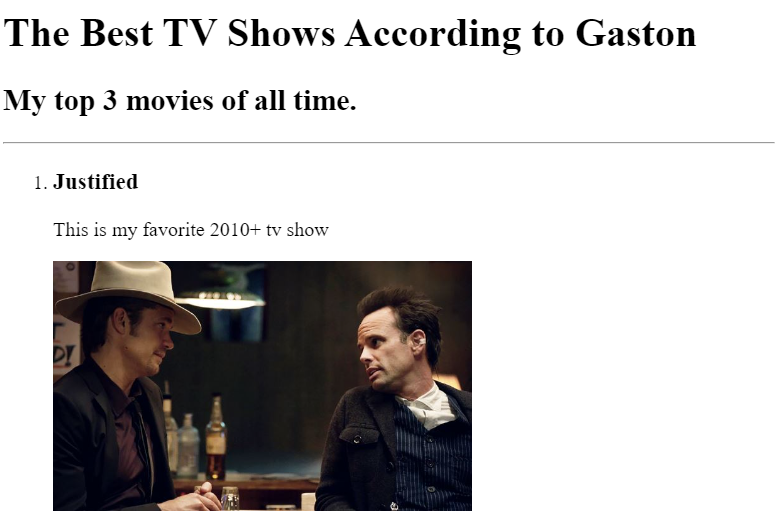 The Best TV Shows According to Gaston
My top 3 movies of all time.
1. Justified
This is my favorite 2010+ tv show